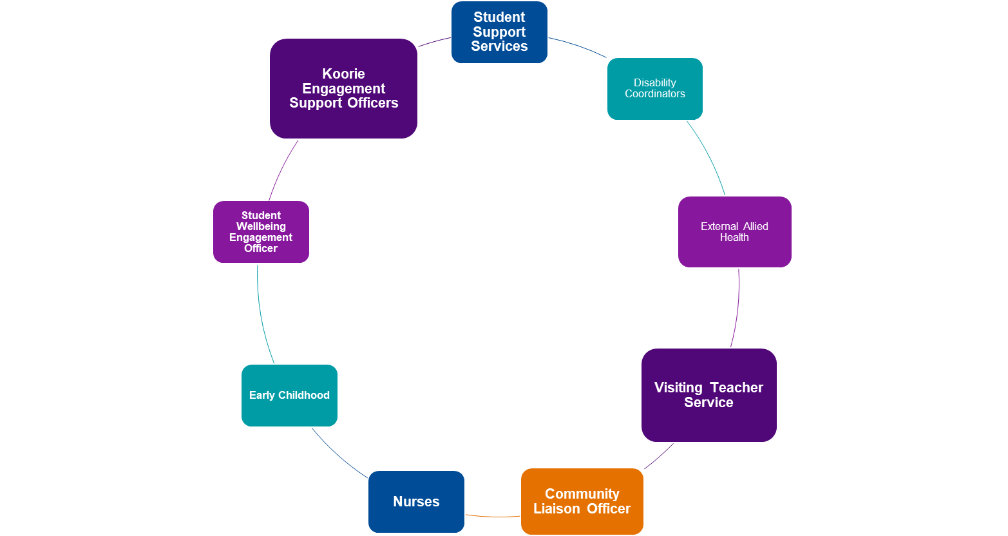 Student
Support
Services
Disability
Coordinators
External Allied
Health
Visiting Teacher
Service
Community
Liaison Officer
Nurses
Early Childhood
Student
Wellbeing
Engagement
Officer
Koorie
Engagement
Support Officers